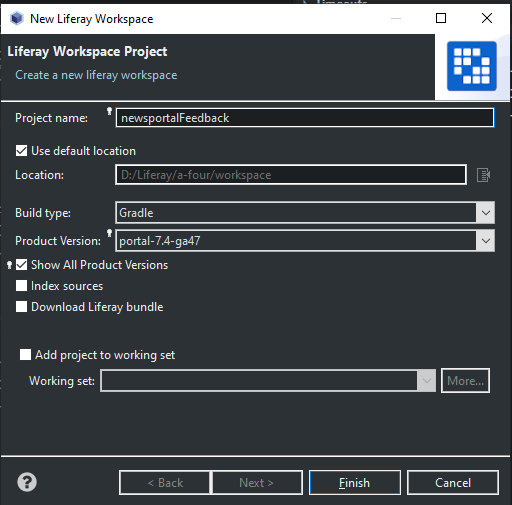 New Liferay Workspace
Liferay Workspace Project
Create a new liferay workspace
Project name: newsportalFeedback
Use default location
Location: D:/Liferay/a-four/workspace
Build type: Gradle
Product Version: portal-7.4-ga47
Show All Product Versions
Index sources
Download Liferay bundle
Add project to working set
Working set: More...
? < Back Next > Finish Cancel